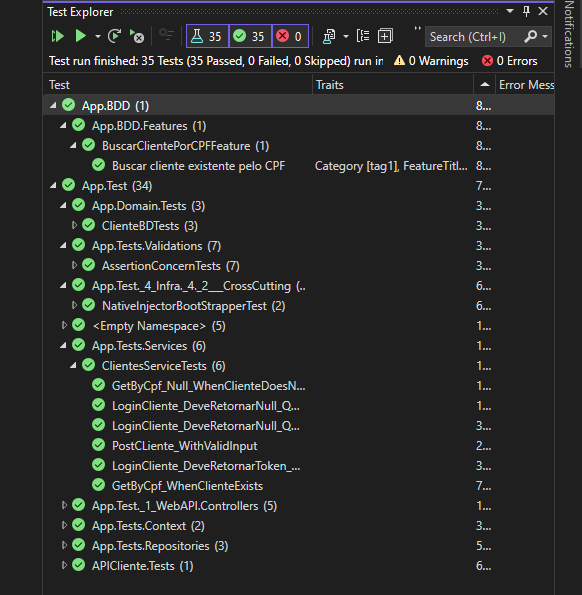 Test Explorer
Notifications
35 35 0
Search (Ctrl+I)
Test run finished: 35 Tests (35 Passed, 0 Failed, 0 Skipped) run in 0 Warnings 0 Errors
Test Traits Error Mess
App.BDD (1) 8...
App.BDD.Features (1) 8...
BuscarClientePorCPFFeature (1) 8...
Buscar cliente existente pelo CPF Category [tag1], FeatureTitl... 8...
App.Test (34) 7...
App.Domain.Tests (3) 3...
ClienteBDTests (3) 3...
App.Tests.Validations (7) 3...
AssertionConcernTests (7) 3...
App.Test._4_Infra._4._2___CrossCutting (.. 6...
NativeInjectorBootStrapperTest (2) 6...
<Empty Namespace> (5) 1...
App.Tests.Services (6) 1...
ClientesServiceTests (6) 1...
GetByCpf_Null_WhenClienteDoesN... 1...
LoginCliente_DeveRetornarNull_Q... 1...
LoginCliente_DeveRetornarNull_Q... 3...
PostCLiente_WithValidInput 2...
LoginCliente_DeveRetornarToken_... 3...
GetByCpf_WhenClienteExists 7...
App.Test._1_WebAPI.Controllers (5) 1...
App.Tests.Context (2) 3...
App.Tests.Repositories (3) 5...
APICliente.Tests (1) 6...